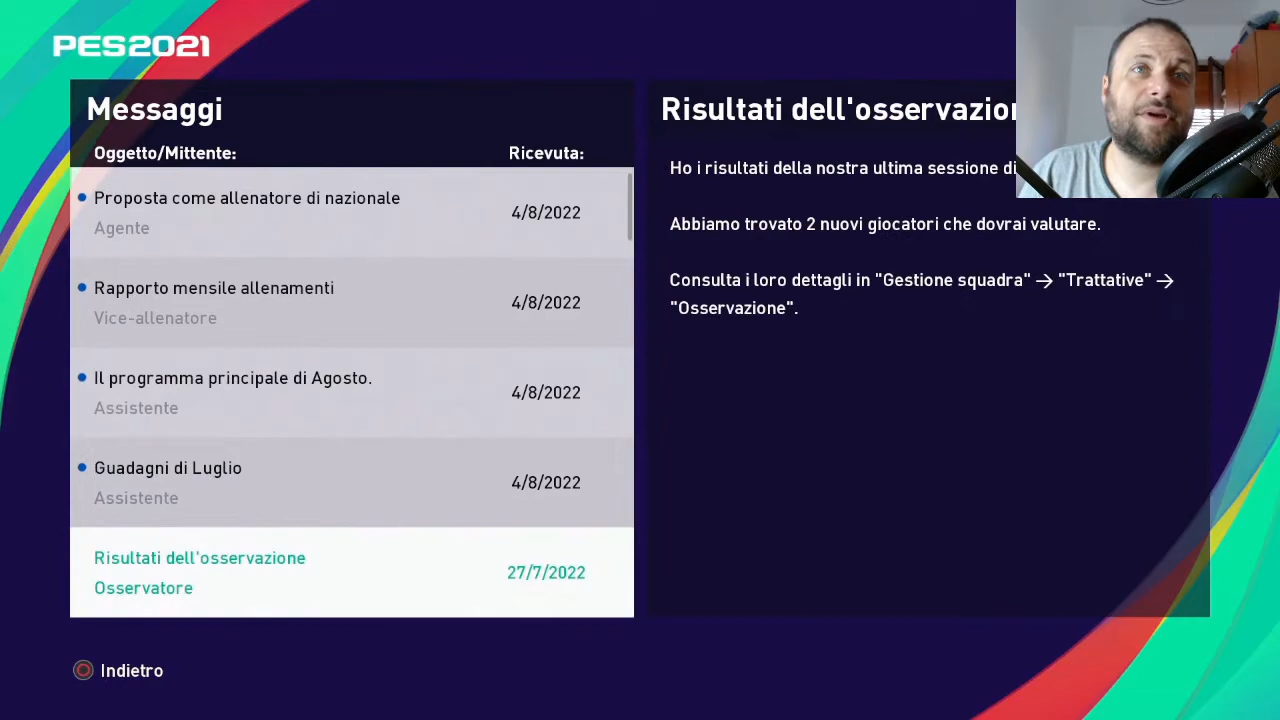 PES2021
Messaggi
Oggetto/Mittente: Ricevuta:
Proposta come allenatore di nazionale
Agente
4/8/2022
Rapporto mensile allenamenti
Vice-allenatore
4/8/2022
Il programma principale di Agosto.
Assistente
4/8/2022
Guadagni di Luglio
Assistente
4/8/2022
Risultati dell'osservazione
Osservatore
27/7/2022
Risultati dell'osservazion
Ho i risultati della nostra ultima sessione di
Abbiamo trovato 2 nuovi giocatori che dovrai valutare.
Consulta i loro dettagli in "Gestione squadra" → "Trattative" →
"Osservazione".
Indietro